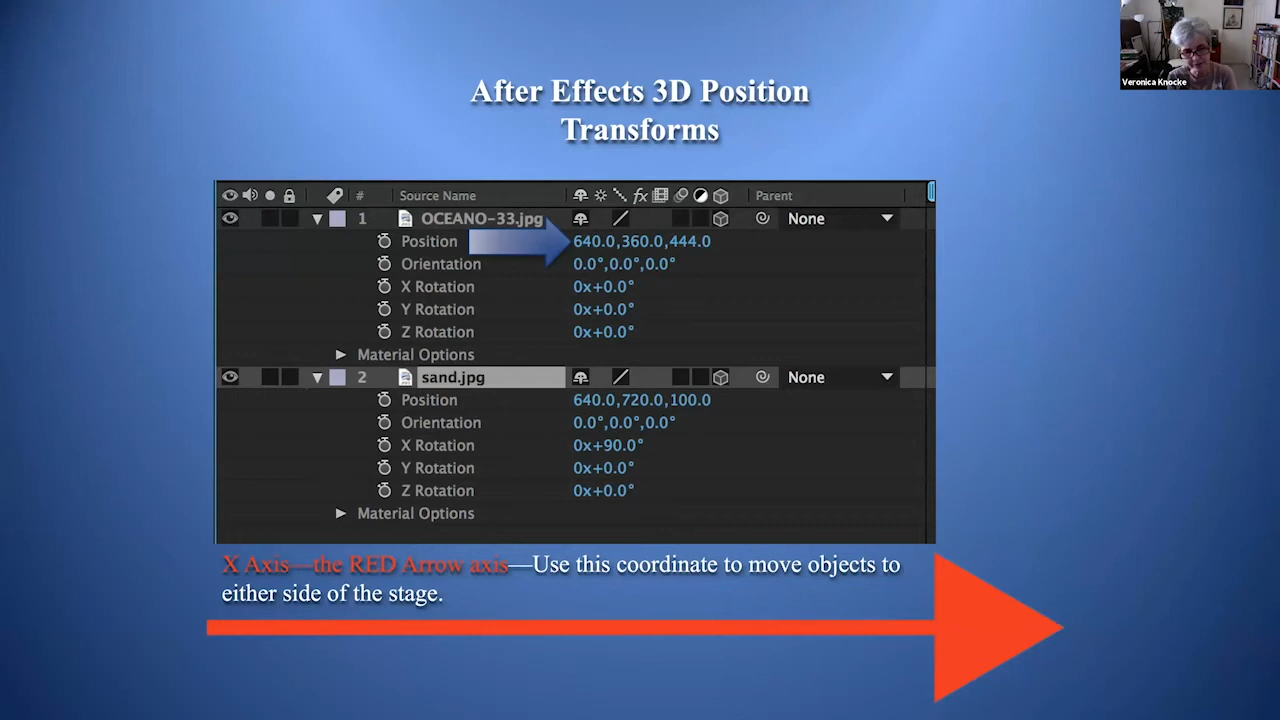 Veronica Knocke
After Effects 3D Position
Transforms
# Source Name fx Parent
1 OCEANO-33.jpg None
Position 640.0,360.0,444.0
Orientation 0.0°,0.0°,0.0°
X Rotation 0x+0.0°
Y Rotation 0x+0.0°
Z Rotation 0x+0.0°
Material Options
2 sand.jpg None
Position 640.0,720.0,100.0
Orientation 0.0°,0.0°,0.0°
X Rotation 0x+90.0°
Y Rotation 0x+0.0°
Z Rotation 0x+0.0°
Material Options
X Axis—the RED Arrow axis—Use this coordinate to move objects to
either side of the stage.